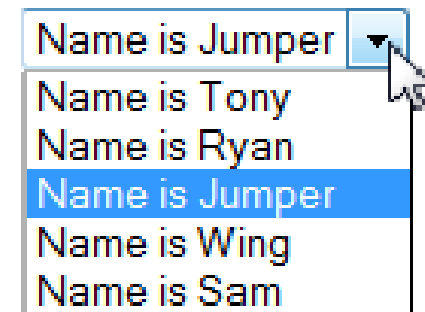 Name is Jumper
Name is Tony
Name is Ryan
Name is Jumper
Name is Wing
Name is Sam